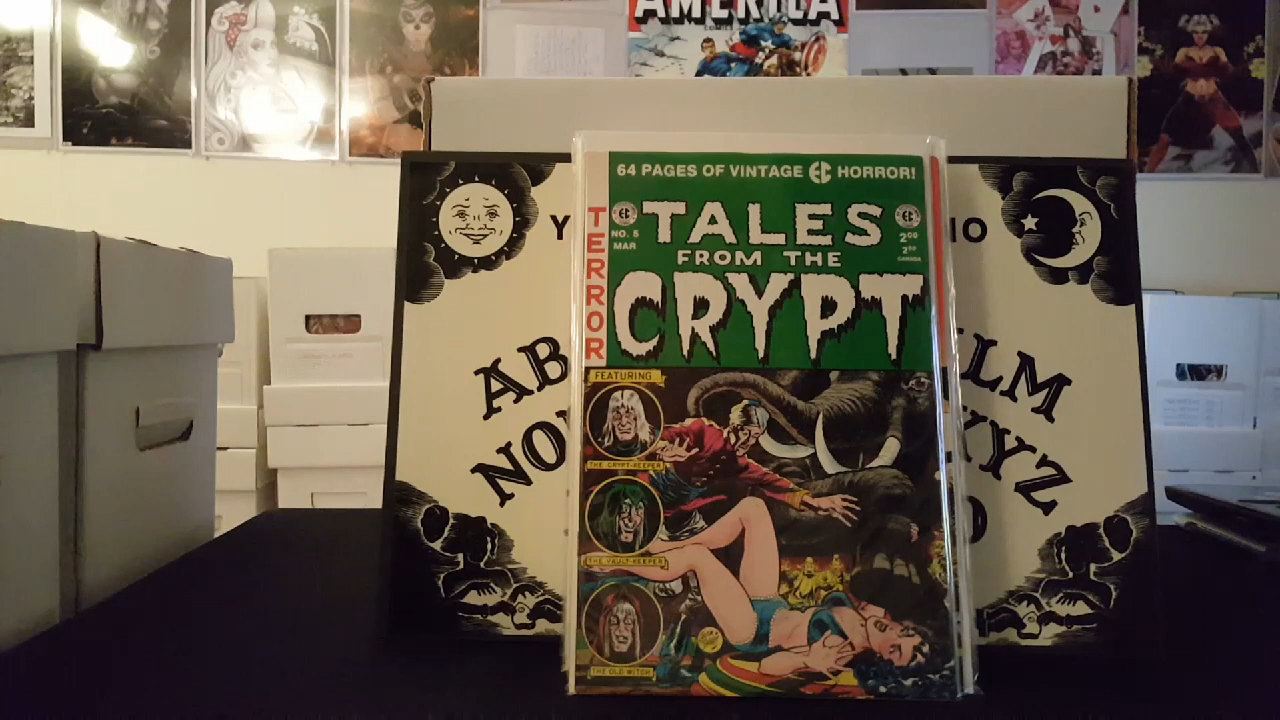 AMERICA
64 PAGES OF VINTAGE EC HORROR!
TERROR
EC
NO. 5
MAR
TALES
FROM THE
CRYPT
EC
2.00
CANADA
FEATURING
THE CRYPT-KEEPER
THE VAULT-KEEPER
THE OLD WITCH
Y
AB
NO
LM
XYZ